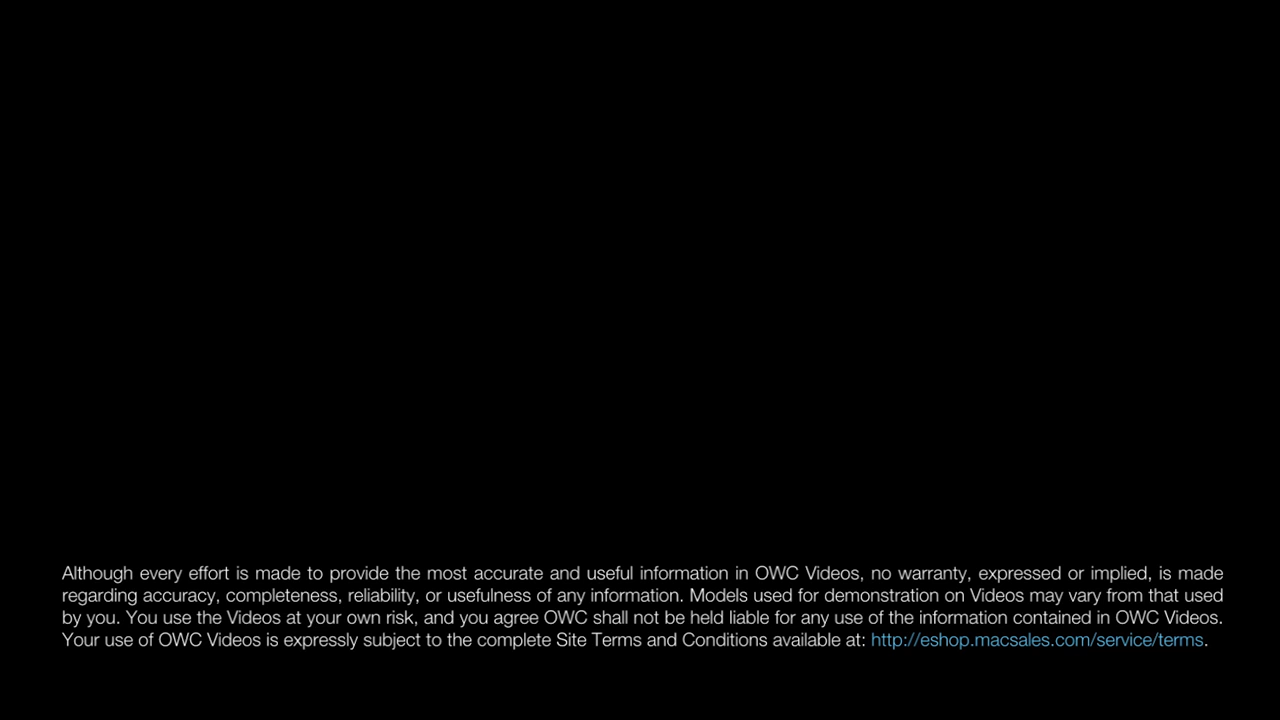 Although every effort is made to provide the most accurate and useful information in OWC Videos, no warranty, expressed or implied, is made
regarding accuracy, completeness, reliability, or usefulness of any information. Models used for demonstration on Videos may vary from that used
by you. You use the Videos at your own risk, and you agree OWC shall not be held liable for any use of the information contained in OWC Videos.
Your use of OWC Videos is expressly subject to the complete Site Terms and Conditions available at: http://eshop.macsales.com/service/terms.